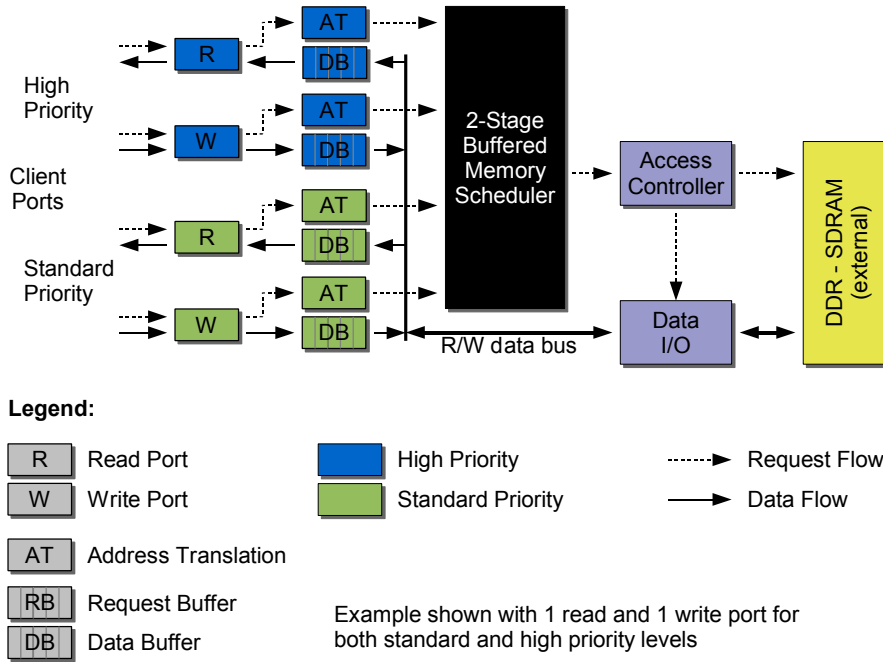 High
Priority
Client
Ports
Standard
Priority
R
AT
DB
W
AT
DB
R
AT
DB
W
AT
DB
2-Stage
Buffered
Memory
Scheduler
Access
Controller
Data
I/O
R/W data bus
DDR - SDRAM
(external)
Legend:
R Read Port
W Write Port
AT Address Translation
RB Request Buffer
DB Data Buffer
High Priority
Standard Priority
Request Flow
Data Flow
Example shown with 1 read and 1 write port for
both standard and high priority levels